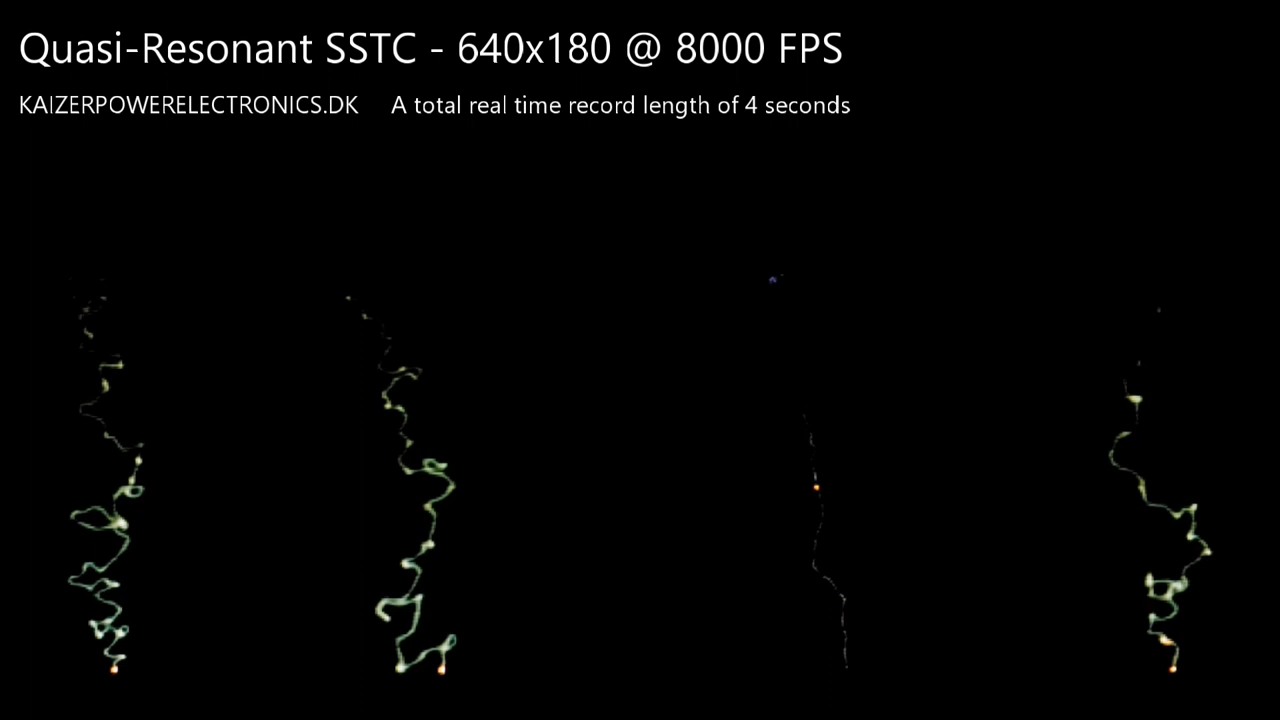 Quasi-Resonant SSTC - 640x180 @ 8000 FPS
KAIZERPOWERELECTRONICS.DK A total real time record length of 4 seconds